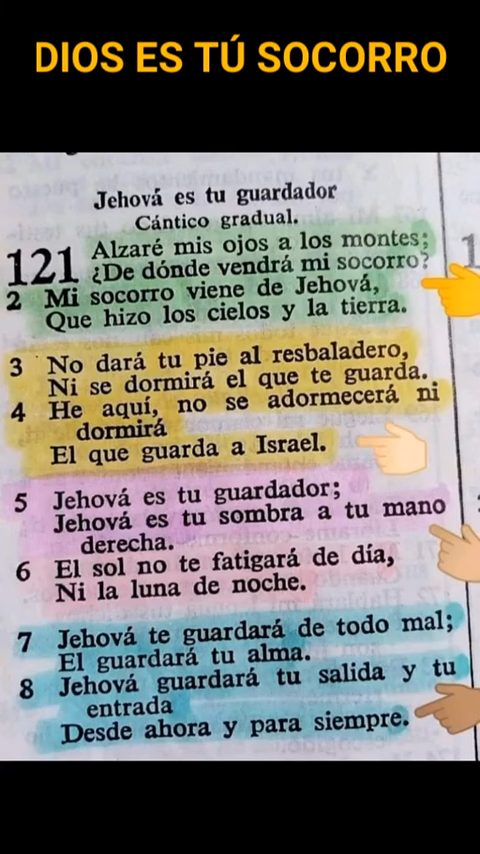 DIOS ES TÚ SOCORRO
Jehová es tu guardador
Cántico gradual.
121 Alzaré mis ojos a los montes;
¿De dónde vendrá mi socorro?
2 Mi socorro viene de Jehová,
Que hizo los cielos y la tierra.
3 No dará tu pie al resbaladero,
Ni se dormirá el que te guarda.
4 He aquí, no se adormecerá ni
dormirá
El que guarda a Israel.
5 Jehová es tu guardador;
Jehová es tu sombra a tu mano
derecha.
6 El sol no te fatigará de día,
Ni la luna de noche.
7 Jehová te guardará de todo mal;
El guardará tu alma.
8 Jehová guardará tu salida y tu
entrada
Desde ahora y para siempre.